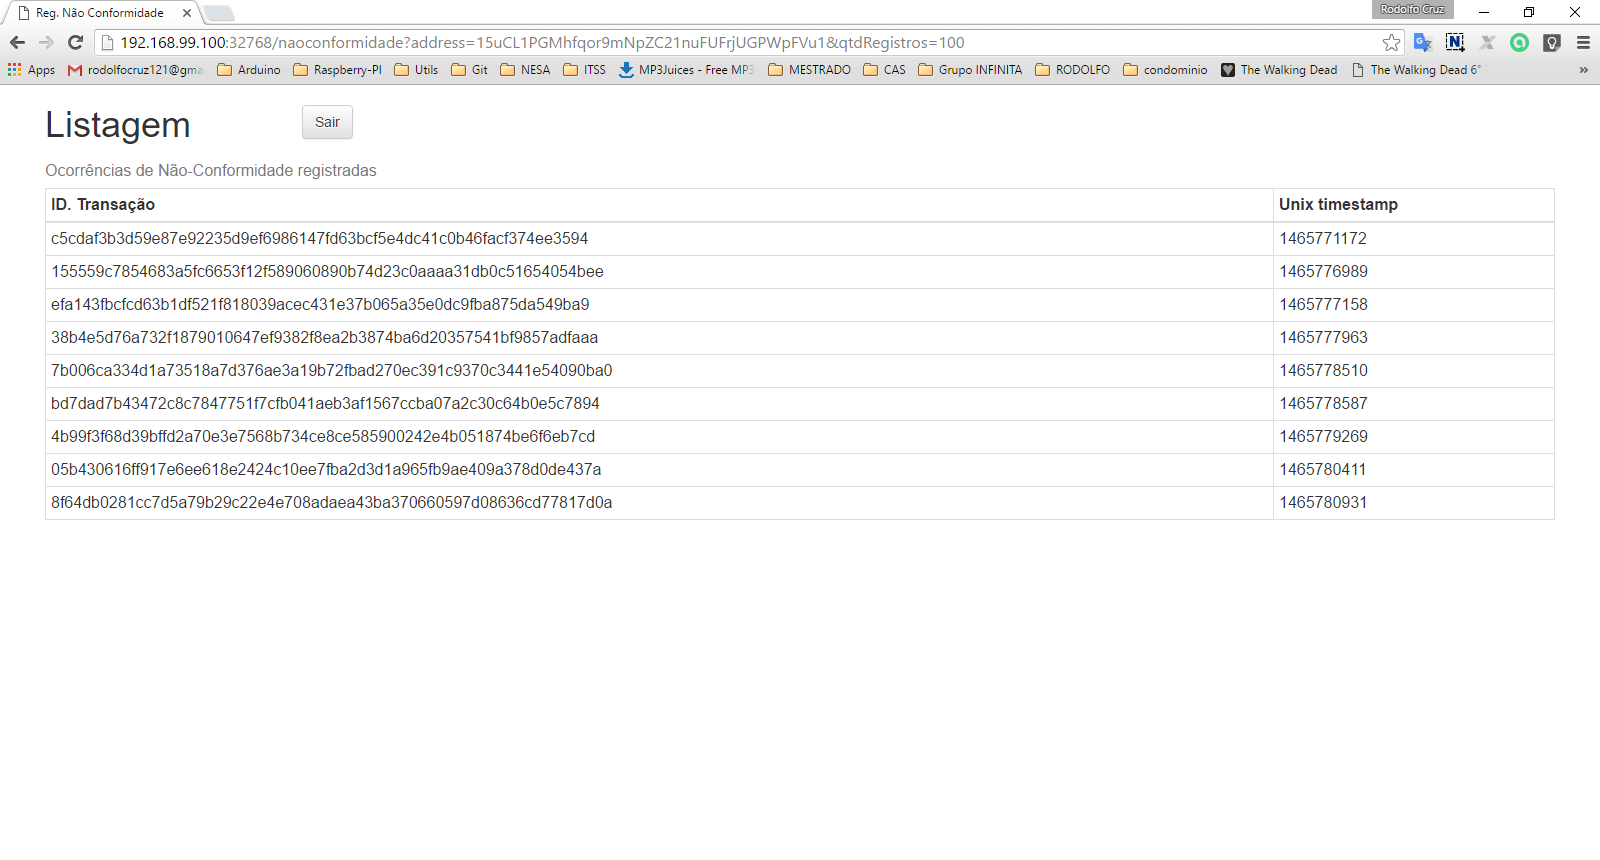 Reg. Não Conformidade
Rodolfo Cruz
192.168.99.100:32768/naoconformidade?address=15uCL1PGMhfqor9mNpZC21nuFUFrjUGPWpFVu1&qtdRegistros=100
Apps rodolfocruz121@gma Arduino Raspberry-PI Utils Git NESA ITSS MP3Juices - Free MP3 MESTRADO CAS Grupo INFINITA RODOLFO condominio The Walking Dead The Walking Dead 6° »
Listagem Sair
Ocorrências de Não-Conformidade registradas
ID. Transação Unix timestamp
c5cdaf3b3d59e87e92235d9ef6986147fd63bcf5e4dc41c0b46facf374ee3594 1465771172
155559c7854683a5fc6653f12f589060890b74d23c0aaaa31db0c51654054bee 1465776989
efa143fbcfcd63b1df521f818039acec431e37b065a35e0dc9fba875da549ba9 1465777158
38b4e5d76a732f1879010647ef9382f8ea2b3874ba6d20357541bf9857adfaaa 1465777963
7b006ca334d1a73518a7d376ae3a19b72fbad270ec391c9370c3441e54090ba0 1465778510
bd7dad7b43472c8c7847751f7cfb041aeb3af1567ccba07a2c30c64b0e5c7894 1465778587
4b99f3f68d39bffd2a70e3e7568b734ce8ce585900242e4b051874be6f6eb7cd 1465779269
05b430616ff917e6ee618e2424c10ee7fba2d3d1a965fb9ae409a378d0de437a 1465780411
8f64db0281cc7d5a79b29c22e4e708adaea43ba370660597d08636cd77817d0a 1465780931